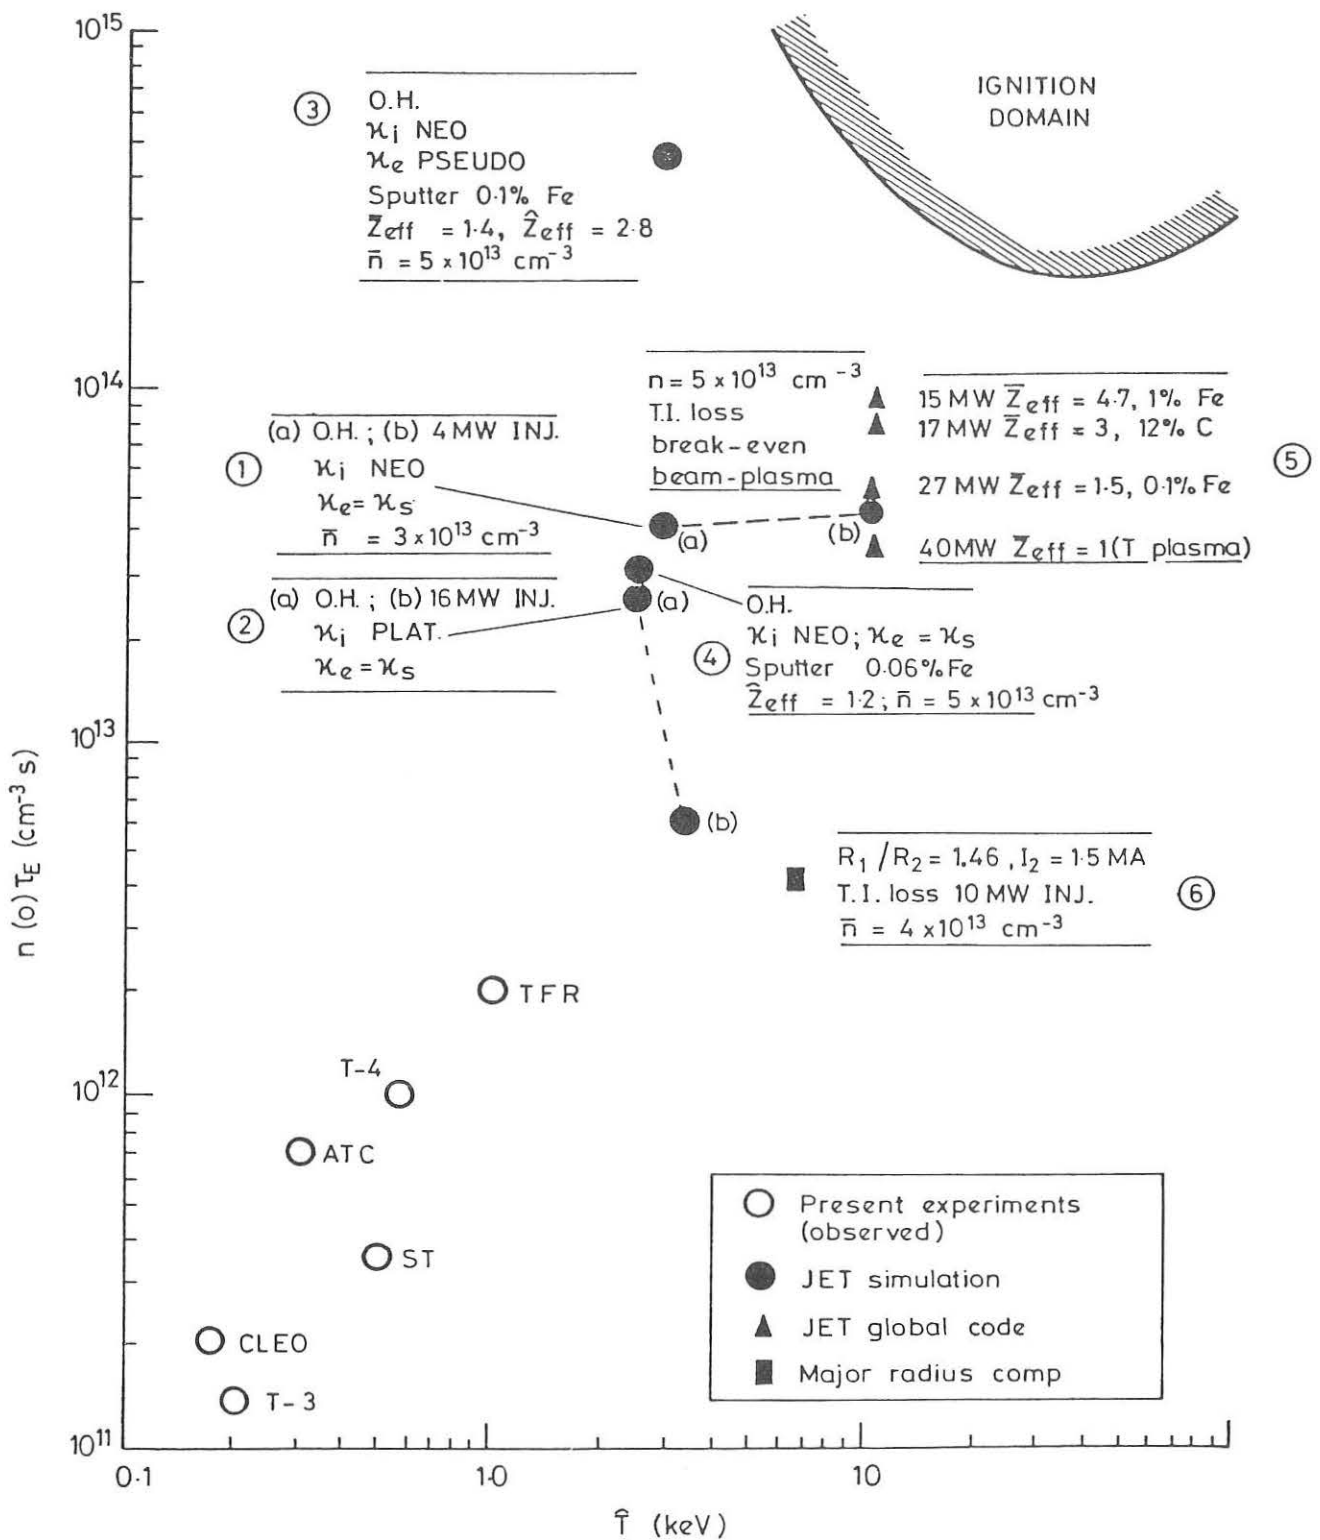 10¹⁵
IGNITION
DOMAIN
③
O.H.
ϰᵢ NEO
ϰₑ PSEUDO
Sputter 0·1% Fe
Z̄eff = 1·4, Ẑeff = 2·8
n̄ = 5 x 10¹³ cm⁻³
10¹⁴
n = 5 x 10¹³ cm⁻³
T.I. loss
break-even
beam-plasma
15 MW Z̄eff = 4·7, 1% Fe
17 MW Z̄eff = 3, 12% C
27 MW Z̄eff = 1·5, 0·1% Fe
40 MW Z̄eff = 1 (T plasma)
⑤
①
(a) O.H. ; (b) 4 MW INJ.
ϰᵢ NEO
ϰₑ = ϰₛ
n̄ = 3 x 10¹³ cm⁻³
(a)
(b)
②
(a) O.H. ; (b) 16 MW INJ.
ϰᵢ PLAT.
ϰₑ = ϰₛ
(a)
(b)
④
O.H.
ϰᵢ NEO; ϰₑ = ϰₛ
Sputter 0.06% Fe
Ẑeff = 1·2 ; n̄ = 5 x 10¹³ cm⁻³
10¹³
R₁/R₂ = 1.46 , I₂ = 1·5 MA
T.I. loss 10 MW INJ.
n̄ = 4 x 10¹³ cm⁻³
⑥
n(o) τE (cm⁻³ s)
TFR
T-4
10¹²
ATC
ST
CLEO
T-3
Present experiments
(observed)
JET simulation
JET global code
Major radius comp
10¹¹
0·1
1·0
10
T̂ (keV)